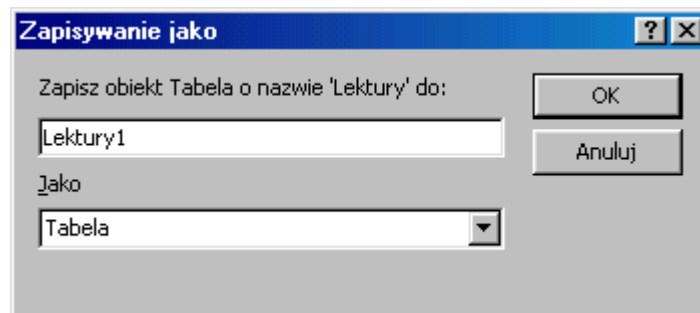 Zapisywanie jako
Zapisz obiekt Tabela o nazwie 'Lektury' do:
OK
Lektury1
Anuluj
Jako
Tabela